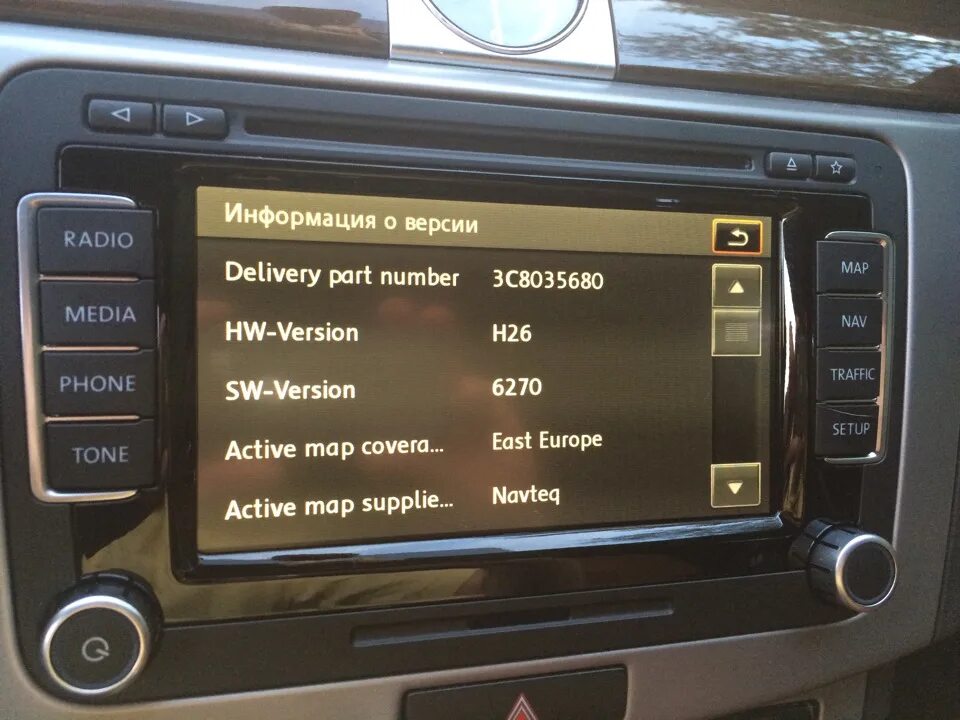 Информация о версии
Delivery part number 3C8035680
HW-Version H26
SW-Version 6270
Active map covera... East Europe
Active map supplie... Navteq
RADIO
MEDIA
PHONE
TONE
MAP
NAV
TRAFFIC
SETUP